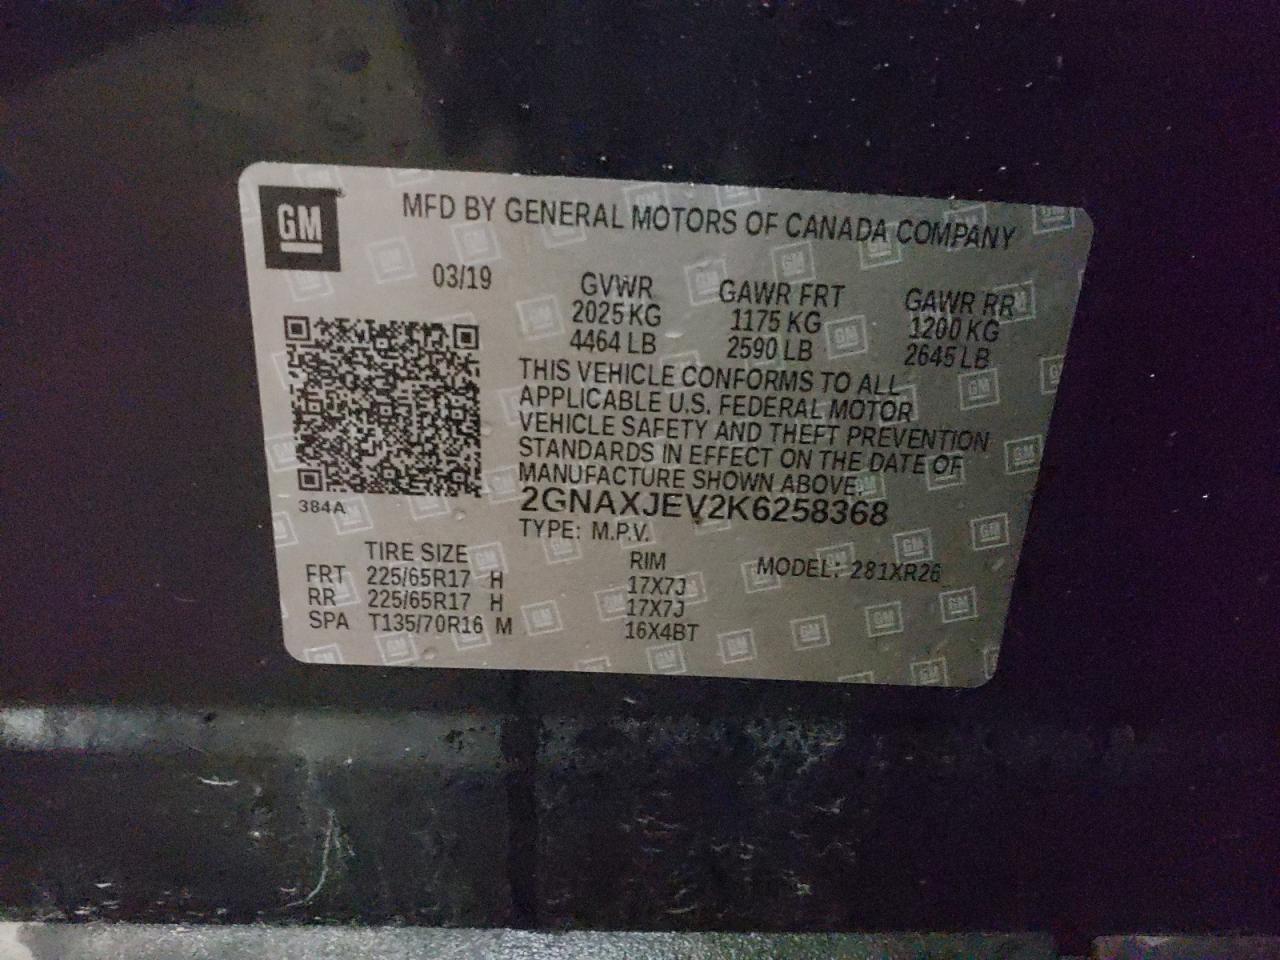 GM
MFD BY GENERAL MOTORS OF CANADA COMPANY
03/19
GVWR GAWR FRT GAWR RR
2025 KG 1175 KG 1200 KG
4464 LB 2590 LB 2645 LB
THIS VEHICLE CONFORMS TO ALL
APPLICABLE U.S. FEDERAL MOTOR
VEHICLE SAFETY AND THEFT PREVENTION
STANDARDS IN EFFECT ON THE DATE OF
MANUFACTURE SHOWN ABOVE.
2GNAXJEV2K6258368
384A
TYPE: M.P.V.
TIRE SIZE RIM MODEL: 281XR26
FRT 225/65R17 H 17X7J
RR 225/65R17 H 17X7J
SPA T135/70R16 M 16X4BT